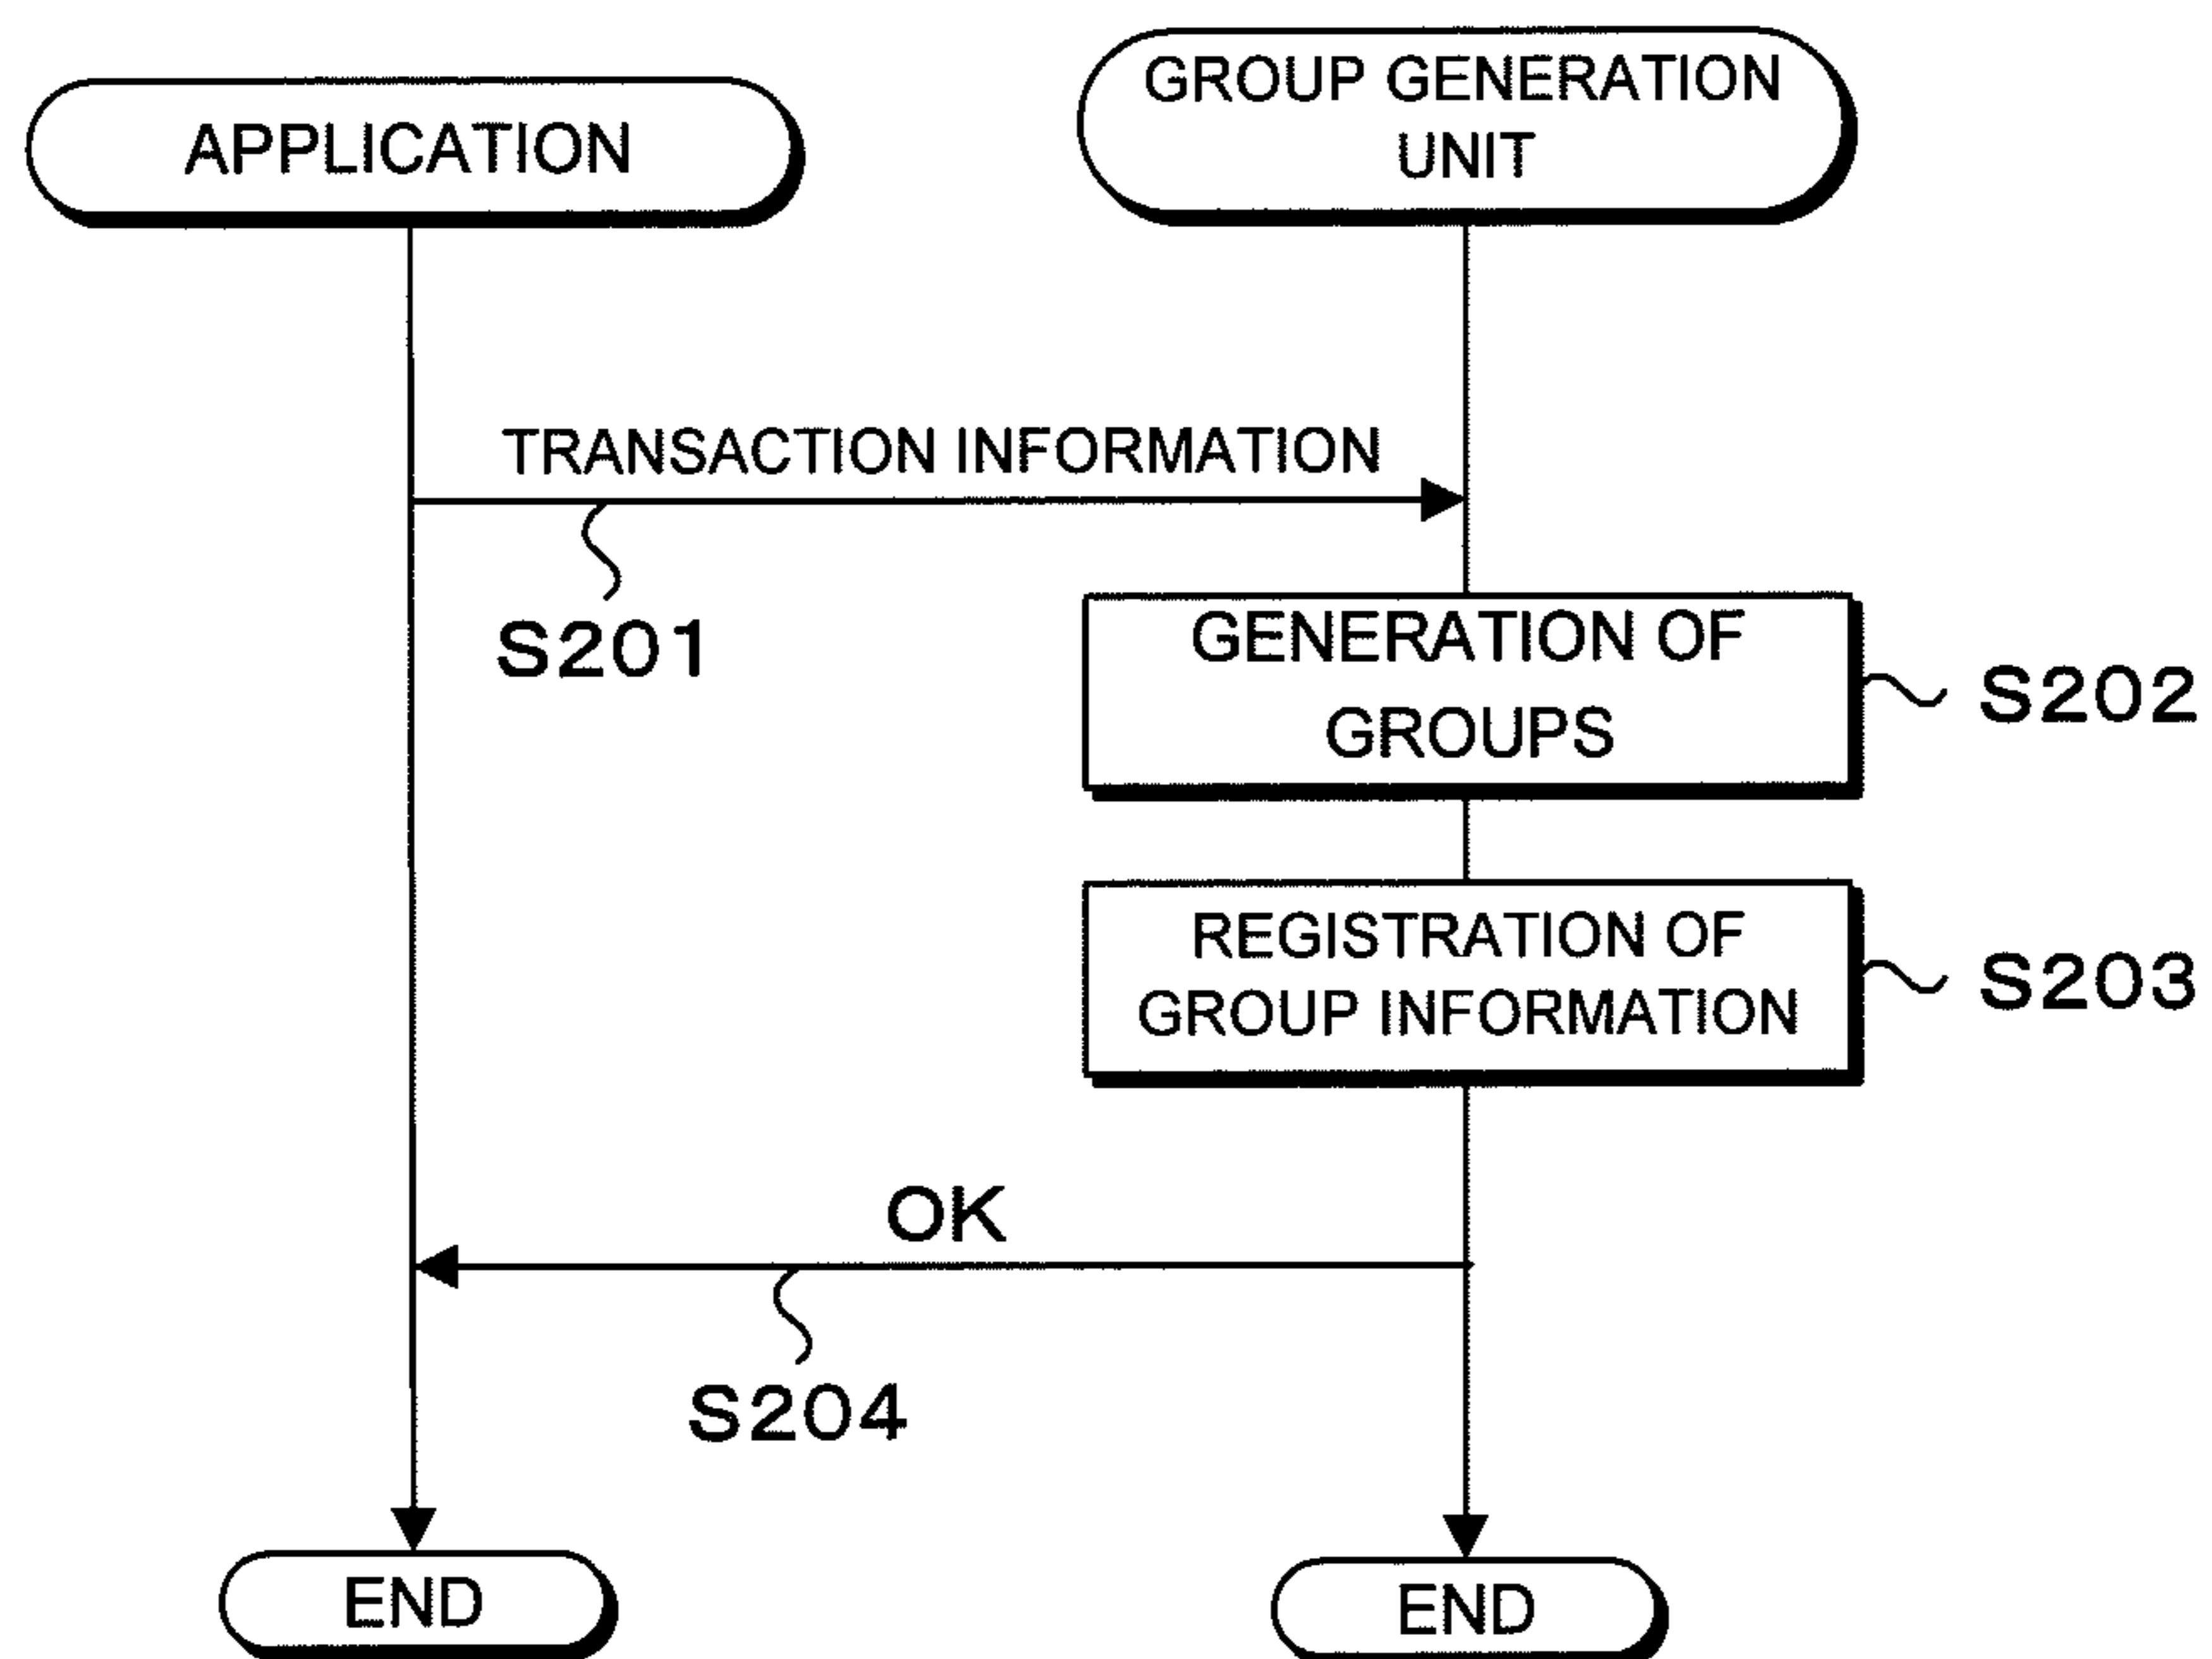 APPLICATION
GROUP GENERATION
UNIT
TRANSACTION INFORMATION
S201
GENERATION OF
GROUPS
S202
REGISTRATION OF
GROUP INFORMATION
S203
OK
S204
END
END